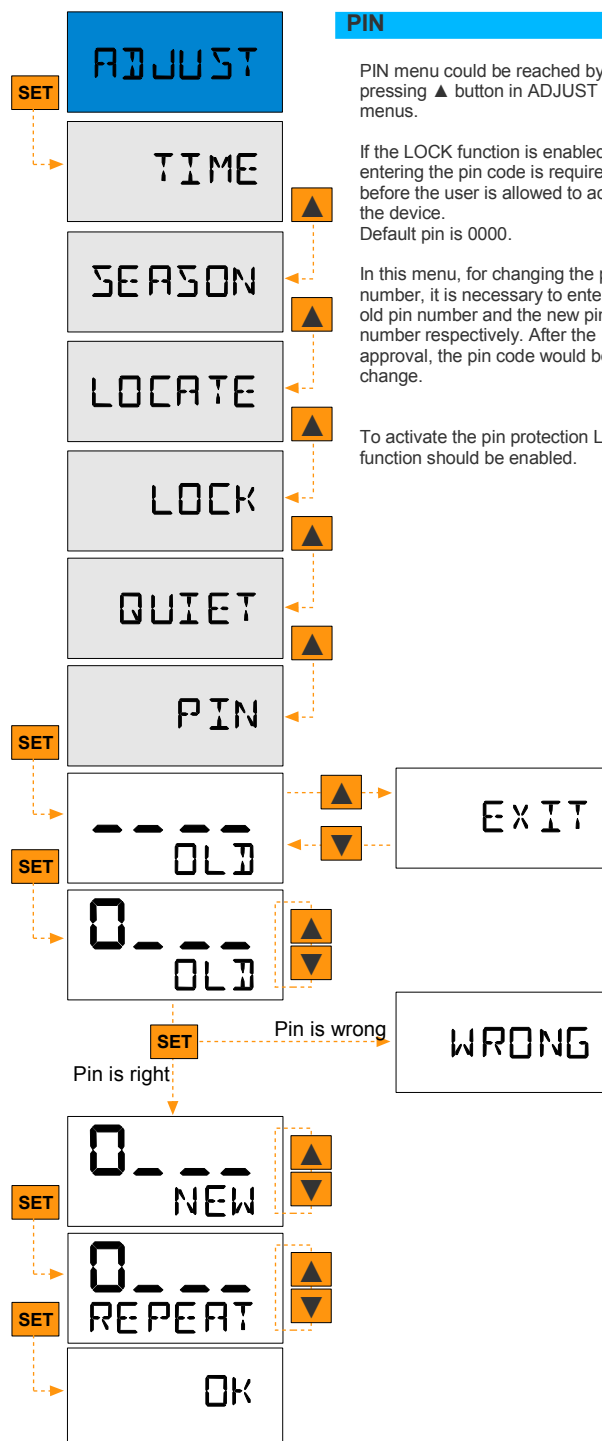 ADJUST
SET
TIME
▲
SEASON
▲
LOCATE
▲
LOCK
▲
QUIET
▲
PIN
SET
_ _ _ _
OLD
▲
▼
EXIT
SET
0_ _ _
OLD
▲
▼
SET
Pin is wrong
WRONG
Pin is right
0_ _ _
NEW
▲
▼
SET
0_ _ _
REPEAT
▲
▼
SET
OK
PIN
PIN menu could be reached by
pressing ▲ button in ADJUST
menus.
If the LOCK function is enabled
entering the pin code is require
before the user is allowed to ac
the device.
Default pin is 0000.
In this menu, for changing the p
number, it is necessary to ente
old pin number and the new pin
number respectively. After the
approval, the pin code would be
change.
To activate the pin protection L
function should be enabled.